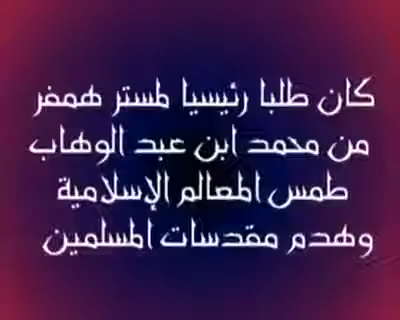 كان طلبا رئيسيا لمستر همفر
من محمد ابن عبد الوهاب
طمس المعالم الإسلامية
وهدم مقدسات المسلمين